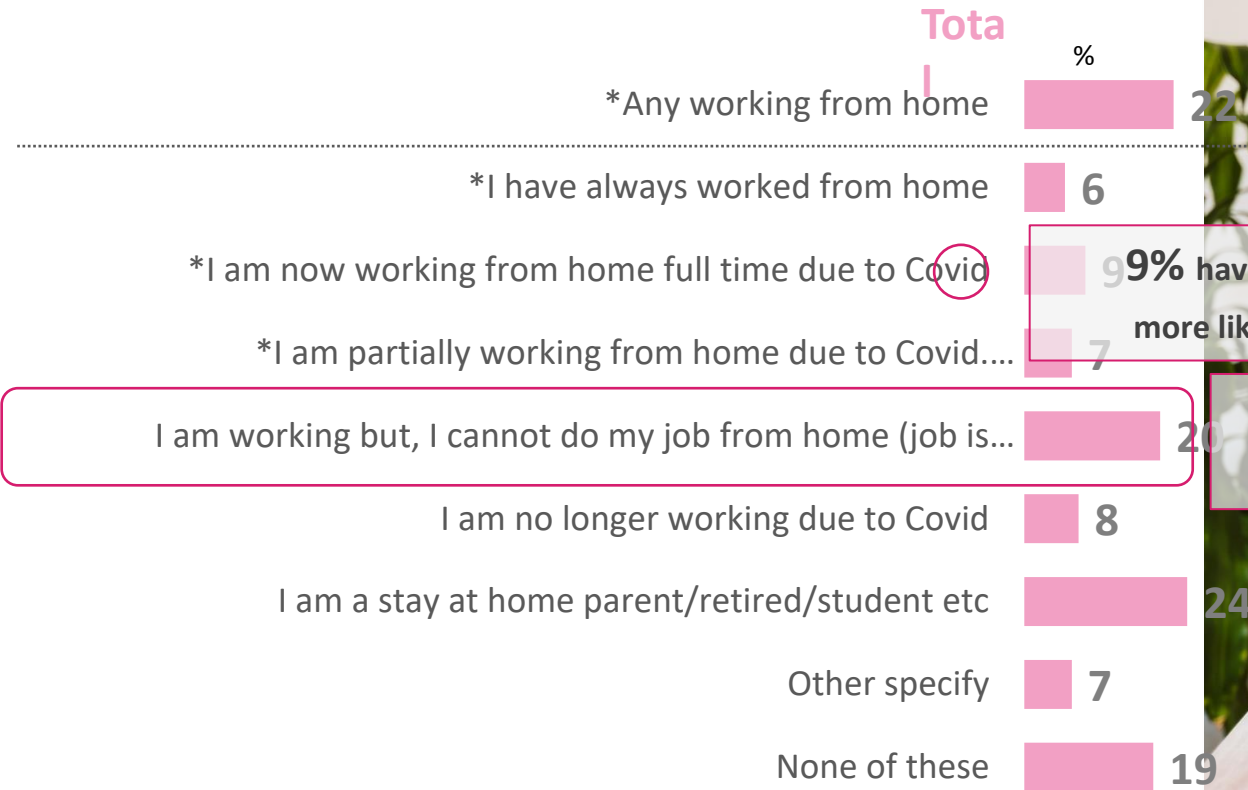 Tota
l
%
*Any working from home 22
*I have always worked from home 6
*I am now working from home full time due to Covid 9
9% hav
more lik
*I am partially working from home due to Covid.... 7
I am working but, I cannot do my job from home (job is... 20
I am no longer working due to Covid 8
I am a stay at home parent/retired/student etc 24
Other specify 7
None of these 19